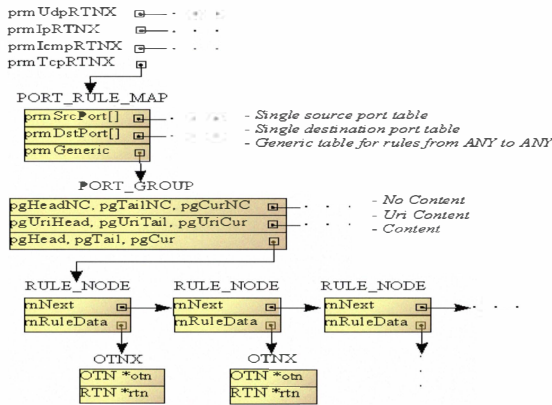 prmUdpRTNX
prmIpRTNX
prmIcmpRTNX
prmTcpRTNX
PORT_RULE_MAP
prmSrcPort[]
- Single source port table
prmDstPort[]
- Single destination port table
prmGeneric
- Generic table for rules from ANY to ANY
PORT_GROUP
pgHeadNC, pgTailNC, pgCurNC
- No Content
pgUriHead, pgUriTail, pgUriCur
- Uri Content
pgHead, pgTail, pgCur
- Content
RULE_NODE RULE_NODE RULE_NODE
rnNext rnNext rnNext
rnRuleData rnRuleData rnRuleData
OTNX OTNX
OTN *otn OTN *otn
RTN *rtn RTN *rtn